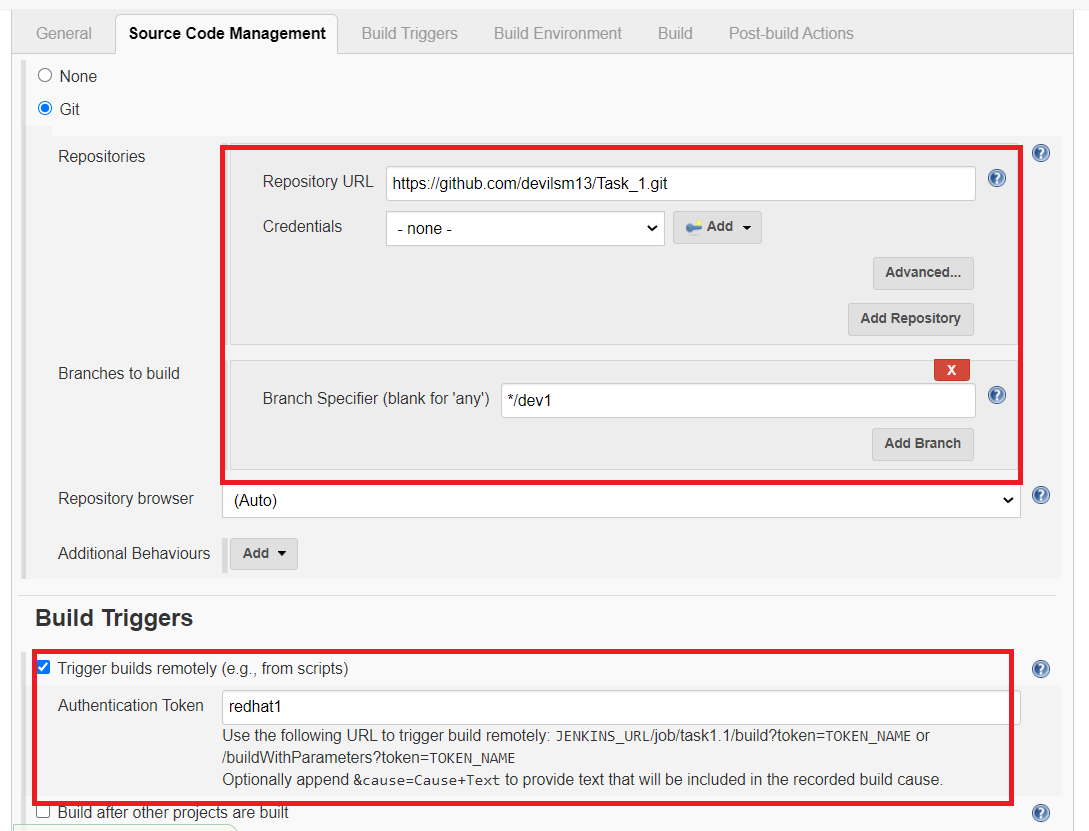 General Source Code Management Build Triggers Build Environment Build Post-build Actions
None
Git
Repositories
Repository URL https://github.com/devilsm13/Task_1.git
Credentials - none - Add
Advanced...
Add Repository
Branches to build
X
Branch Specifier (blank for 'any') */dev1
Add Branch
Repository browser (Auto)
Additional Behaviours Add
Build Triggers
Trigger builds remotely (e.g., from scripts)
Authentication Token redhat1
Use the following URL to trigger build remotely: JENKINS_URL/job/task1.1/build?token=TOKEN_NAME or
/buildWithParameters?token=TOKEN_NAME
Optionally append &cause=Cause+Text to provide text that will be included in the recorded build cause.
Build after other projects are built